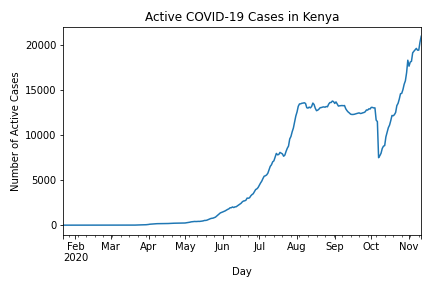 Active COVID-19 Cases in Kenya
Number of Active Cases
20000
15000
10000
5000
0
Feb Mar Apr May Jun Jul Aug Sep Oct Nov
2020
Day